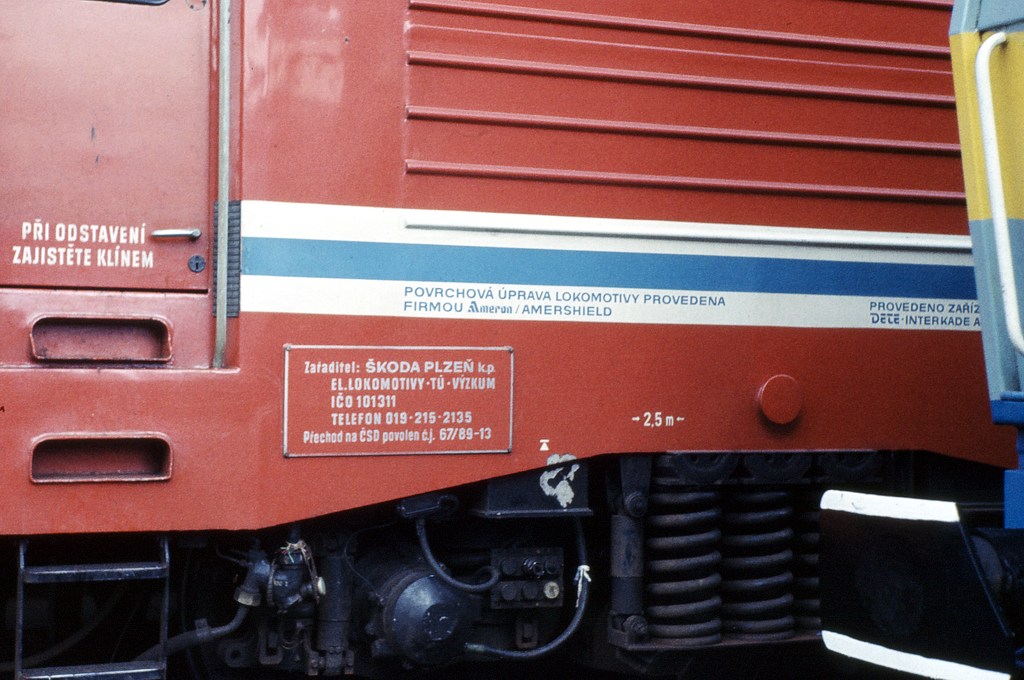 PŘI ODSTAVENÍ
ZAJISTĚTE KLÍNEM
POVRCHOVÁ ÚPRAVA LOKOMOTIVY PROVEDENA
FIRMOU Ameron / AMERSHIELD
PROVEDENO ZAŘÍZ
DETE-INTERKADE A
Zařaditel: ŠKODA PLZEŇ k.p.
EL.LOKOMOTIVY-TÚ-VÝZKUM
IČO 101311
TELEFON 019-215-2135
Přechod na ČSD povolen č.j. 67/89-13
→2,5 m←